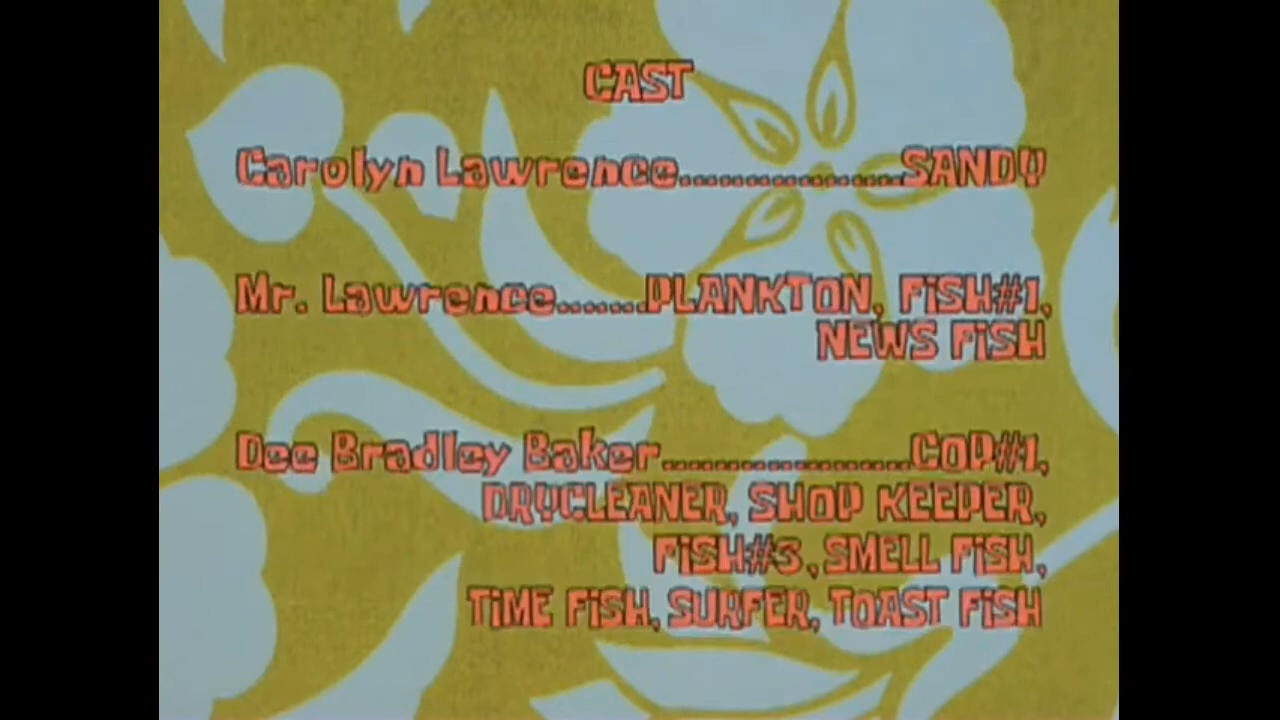 CAST
Carolyn Lawrence.................SANDY
Mr. Lawrence.......PLANKTON, FiSH#1,
NEWS FiSH
Dee Bradley Baker...................COP#1,
DRYCLEANER, SHOP KEEPER,
FiSH#3, SMELL FiSH,
TiME FiSH, SURFER, TOAST FiSH